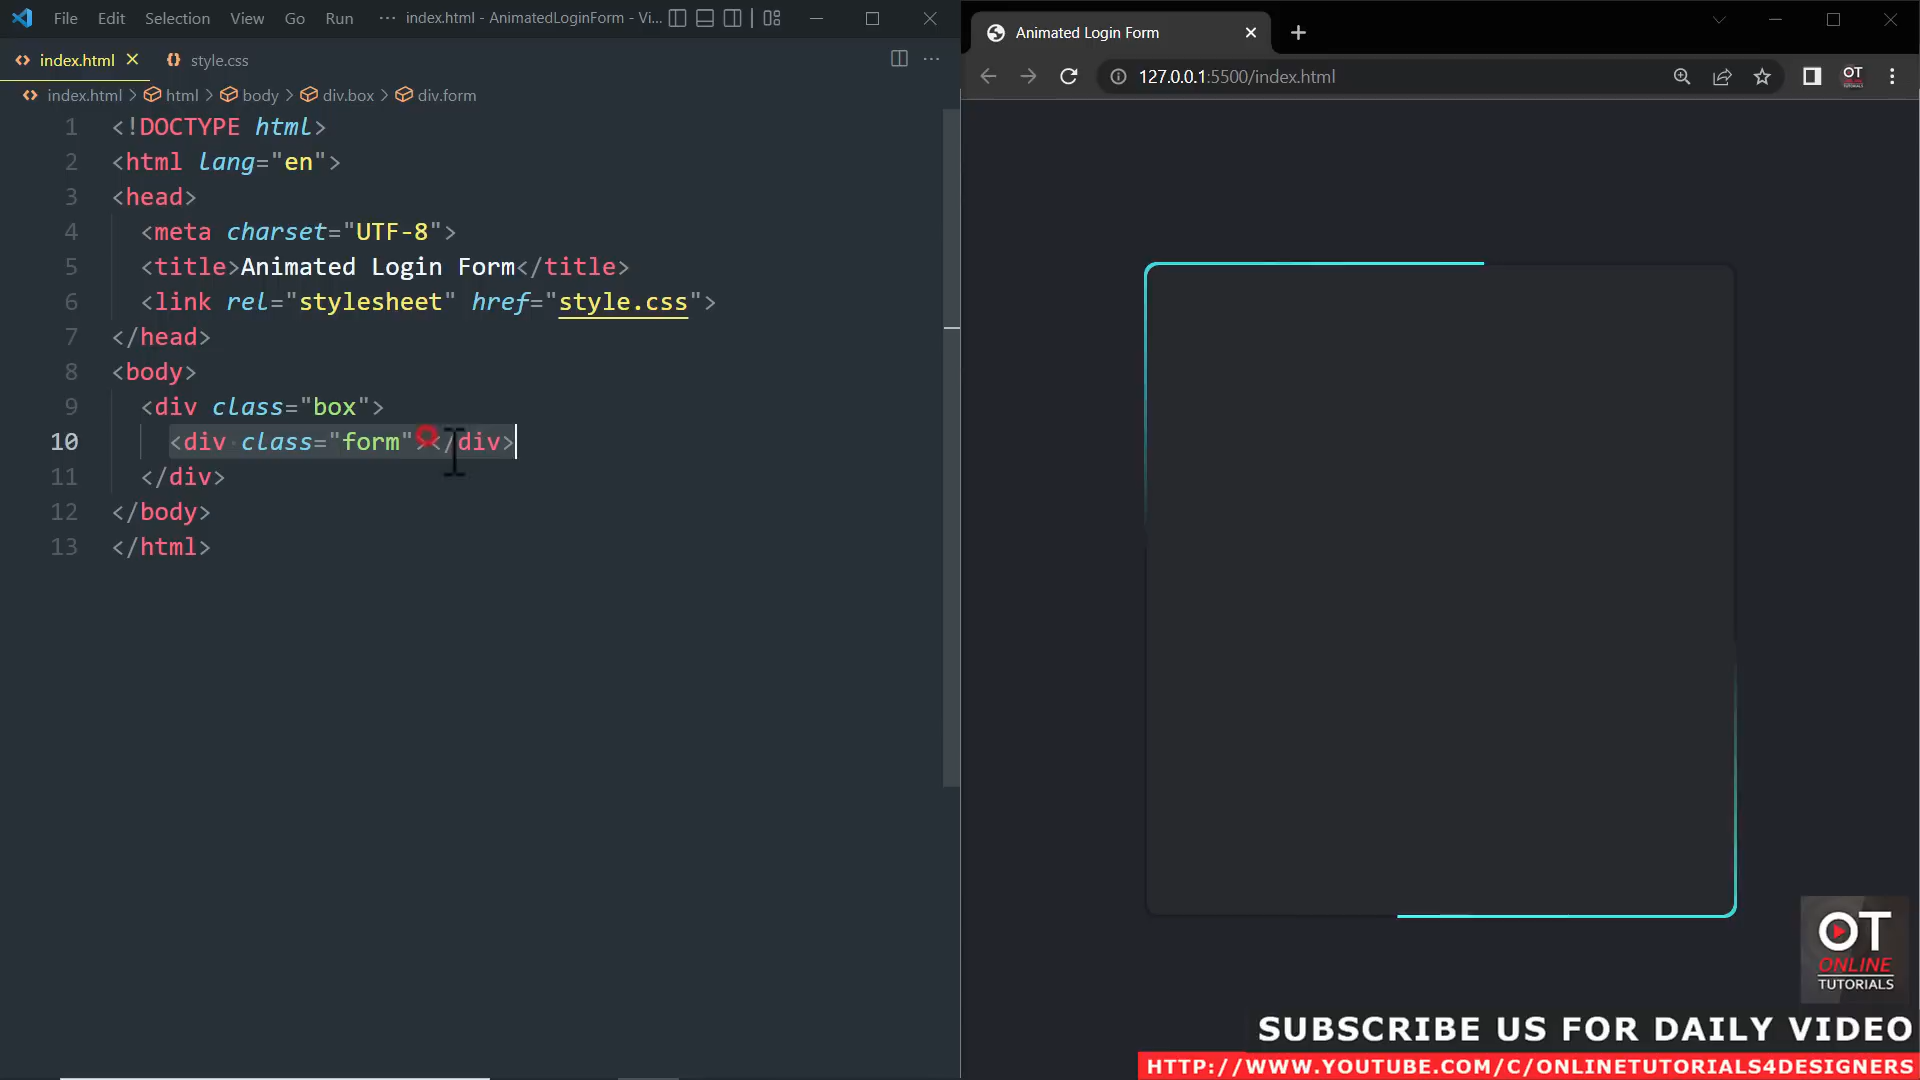 File Edit Selection View Go Run ··· index.html - AnimatedLoginForm - Vi...
index.html style.css
index.html > html > body > div.box > div.form
1 <!DOCTYPE html>
2 <html lang="en">
3 <head>
4 <meta charset="UTF-8">
5 <title>Animated Login Form</title>
6 <link rel="stylesheet" href="style.css">
7 </head>
8 <body>
9 <div class="box">
10 <div class="form"></div>
11 </div>
12 </body>
13 </html>
Animated Login Form
127.0.0.1:5500/index.html
OT
ONLINE
TUTORIALS
SUBSCRIBE US FOR DAILY VIDEO
HTTP://WWW.YOUTUBE.COM/C/ONLINETUTORIALS4DESIGNERS